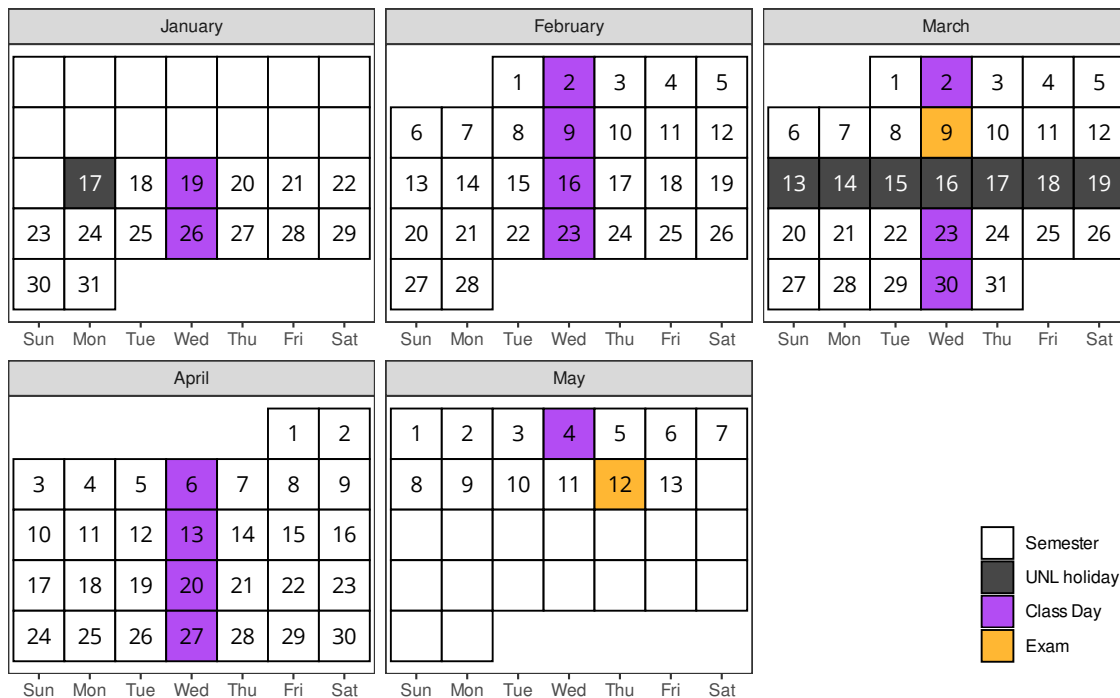 January
17 18 19 20 21 22
23 24 25 26 27 28 29
30 31
Sun Mon Tue Wed Thu Fri Sat
February
1 2 3 4 5
6 7 8 9 10 11 12
13 14 15 16 17 18 19
20 21 22 23 24 25 26
27 28
Sun Mon Tue Wed Thu Fri Sat
March
1 2 3 4 5
6 7 8 9 10 11 12
13 14 15 16 17 18 19
20 21 22 23 24 25 26
27 28 29 30 31
Sun Mon Tue Wed Thu Fri Sat
April
1 2
3 4 5 6 7 8 9
10 11 12 13 14 15 16
17 18 19 20 21 22 23
24 25 26 27 28 29 30
Sun Mon Tue Wed Thu Fri Sat
May
1 2 3 4 5 6 7
8 9 10 11 12 13
Sun Mon Tue Wed Thu Fri Sat
Semester
UNL holiday
Class Day
Exam